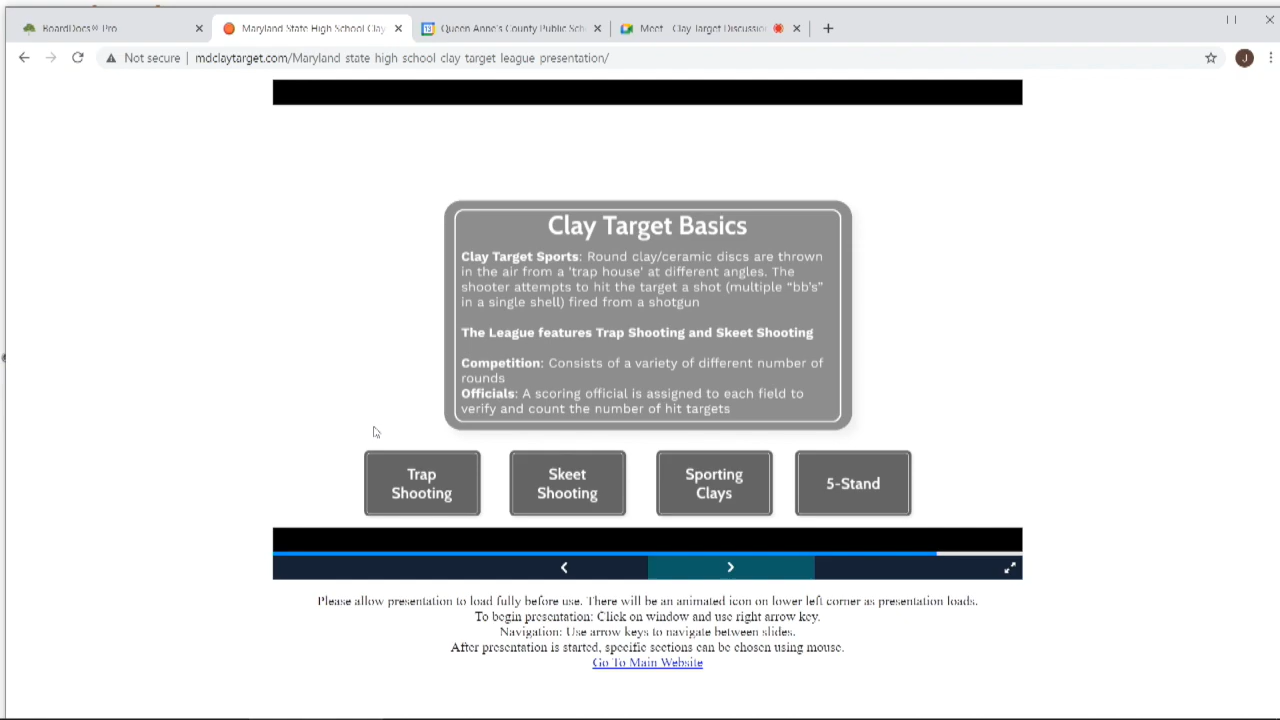 BoardDocs® Pro
Maryland State High School Clay
Queen Anne's County Public Sch
Meet - Clay Target Discussion
Not secure | mdclaytarget.com/Maryland state high school clay target league presentation/
J
Clay Target Basics
Clay Target Sports: Round clay/ceramic discs are thrown
in the air from a 'trap house' at different angles. The
shooter attempts to hit the target a shot (multiple “bb's”
in a single shell) fired from a shotgun
The League features Trap Shooting and Skeet Shooting
Competition: Consists of a variety of different number of
rounds
Officials: A scoring official is assigned to each field to
verify and count the number of hit targets
Trap
Shooting
Skeet
Shooting
Sporting
Clays
5-Stand
Please allow presentation to load fully before use. There will be an animated icon on lower left corner as presentation loads.
To begin presentation: Click on window and use right arrow key.
Navigation: Use arrow keys to navigate between slides.
After presentation is started, specific sections can be chosen using mouse.
Go To Main Website